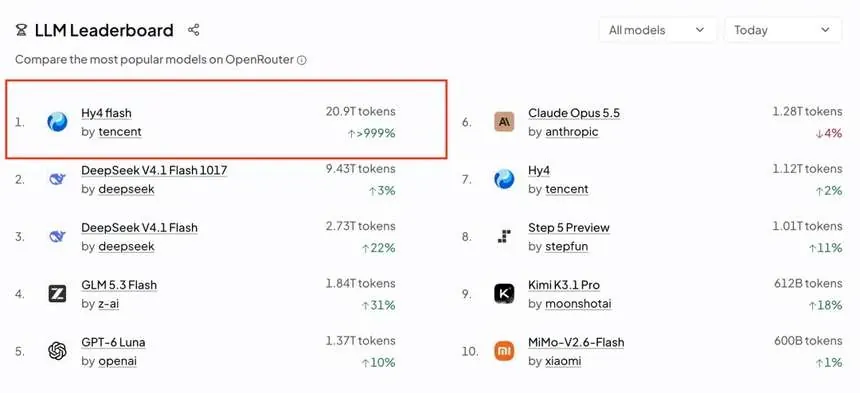 LLM Leaderboard
All models
Today
Compare the most popular models on OpenRouter
1.
Hy4 flash
20.9T tokens
by tencent
↑>999%
2.
DeepSeek V4.1 Flash 1017
9.43T tokens
by deepseek
↑3%
3.
DeepSeek V4.1 Flash
2.73T tokens
by deepseek
↑22%
4.
GLM 5.3 Flash
1.84T tokens
by z-ai
↑31%
5.
GPT-6 Luna
1.37T tokens
by openai
↑10%
6.
Claude Opus 5.5
1.28T tokens
by anthropic
↓4%
7.
Hy4
1.12T tokens
by tencent
↑2%
8.
Step 5 Preview
1.01T tokens
by stepfun
↑11%
9.
Kimi K3.1 Pro
612B tokens
by moonshotai
↑18%
10.
MiMo-V2.6-Flash
600B tokens
by xiaomi
↑1%